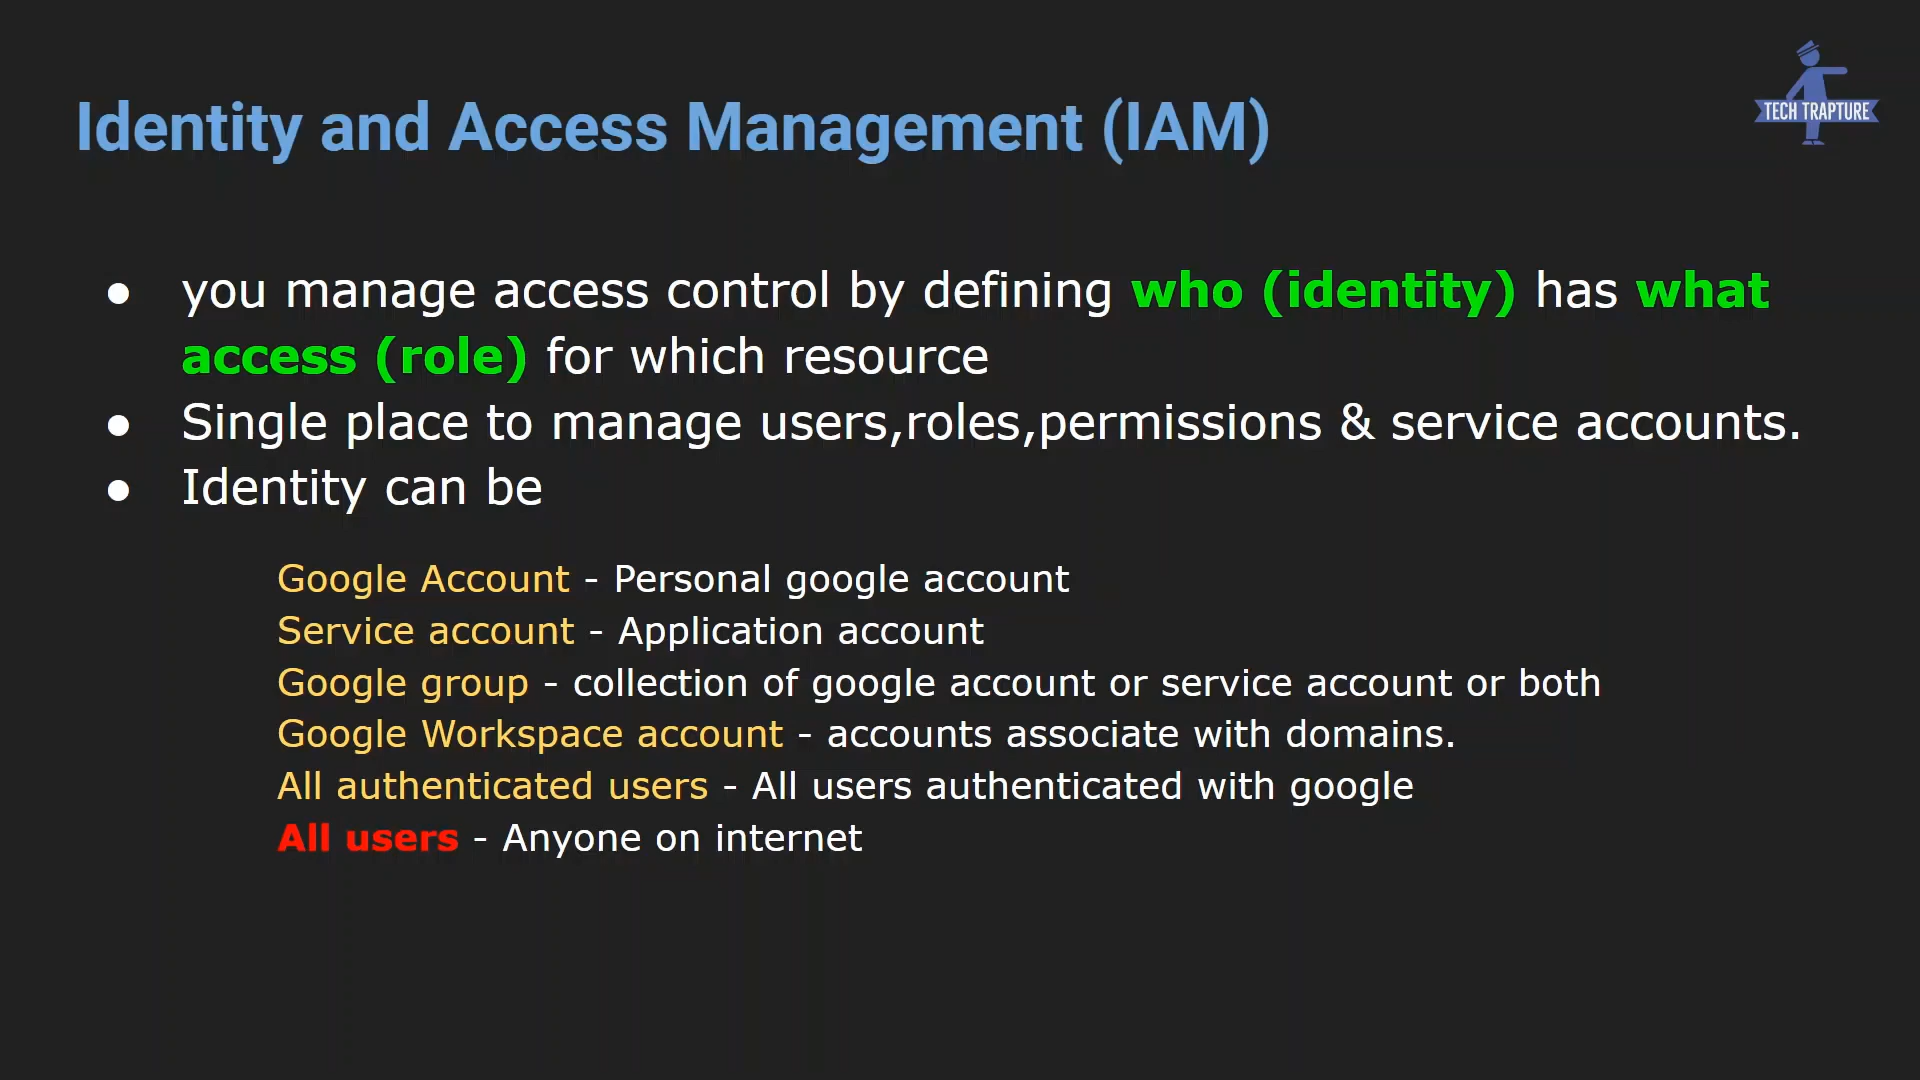 TECH TRAPTURE
Identity and Access Management (IAM)
● you manage access control by defining who (identity) has what
access (role) for which resource
● Single place to manage users,roles,permissions & service accounts.
● Identity can be
Google Account - Personal google account
Service account - Application account
Google group - collection of google account or service account or both
Google Workspace account - accounts associate with domains.
All authenticated users - All users authenticated with google
All users - Anyone on internet